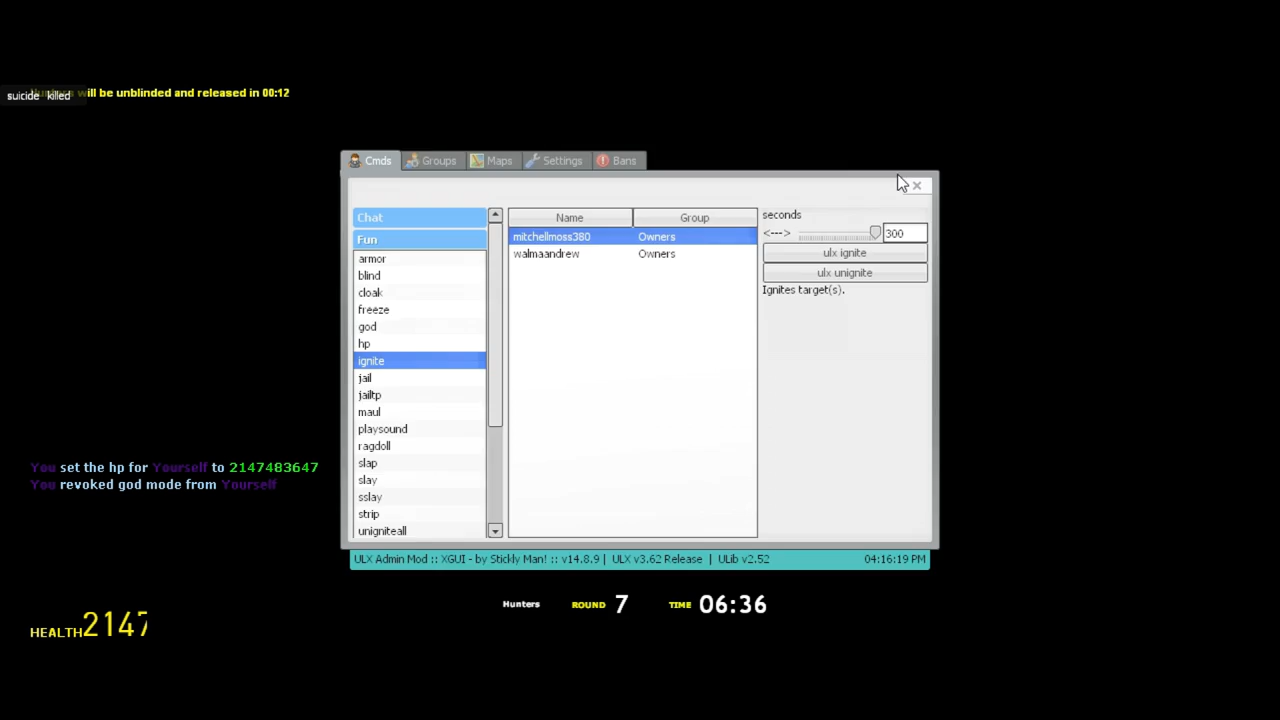 ill be unblinded and released in 00:12
suicide killed
Cmds Groups Maps Settings Bans
Chat
Fun
armor
blind
cloak
freeze
god
hp
ignite
jail
jailtp
maul
playsound
ragdoll
slap
slay
sslay
strip
unigniteall
Name Group
mitchellmoss380 Owners
walmaandrew Owners
seconds
<---> 300
ulx ignite
ulx unignite
Ignites target(s).
You set the hp for Yourself to 2147483647
You revoked god mode from Yourself
ULX Admin Mod :: XGUI - by Stickly Man! :: v14.8.9 | ULX v3.62 Release | ULib v2.52 04:16:19 PM
Hunters ROUND 7 TIME 06:36
HEALTH 2147